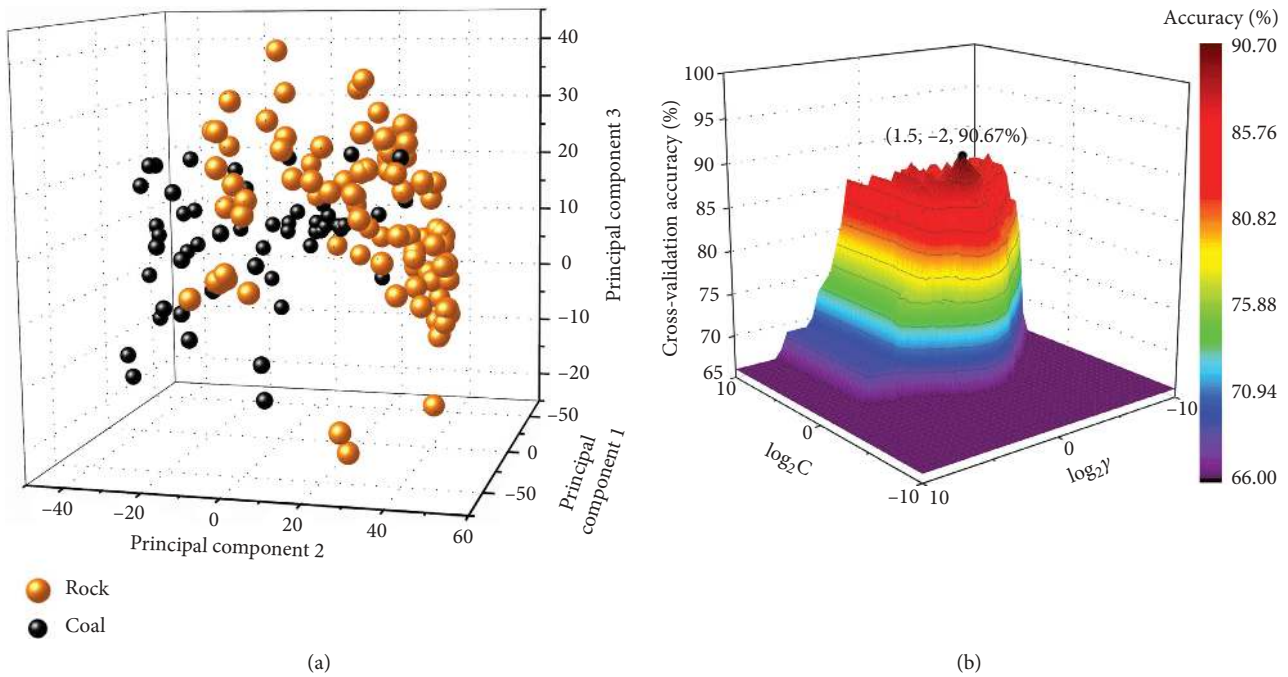 40
30
20
10
0
−10
−20
Principal component 3
−50
0
−50
Principal
component 1
−40
−20
0
20
40
60
Principal component 2
Rock
Coal
(a)
Accuracy (%)
90.70
85.76
80.82
75.88
70.94
66.00
100
95
90
85
80
75
70
65
Cross-validation accuracy (%)
(1.5; −2, 90.67%)
10
0
−10
log₂C
10
0
−10
log₂γ
(b)